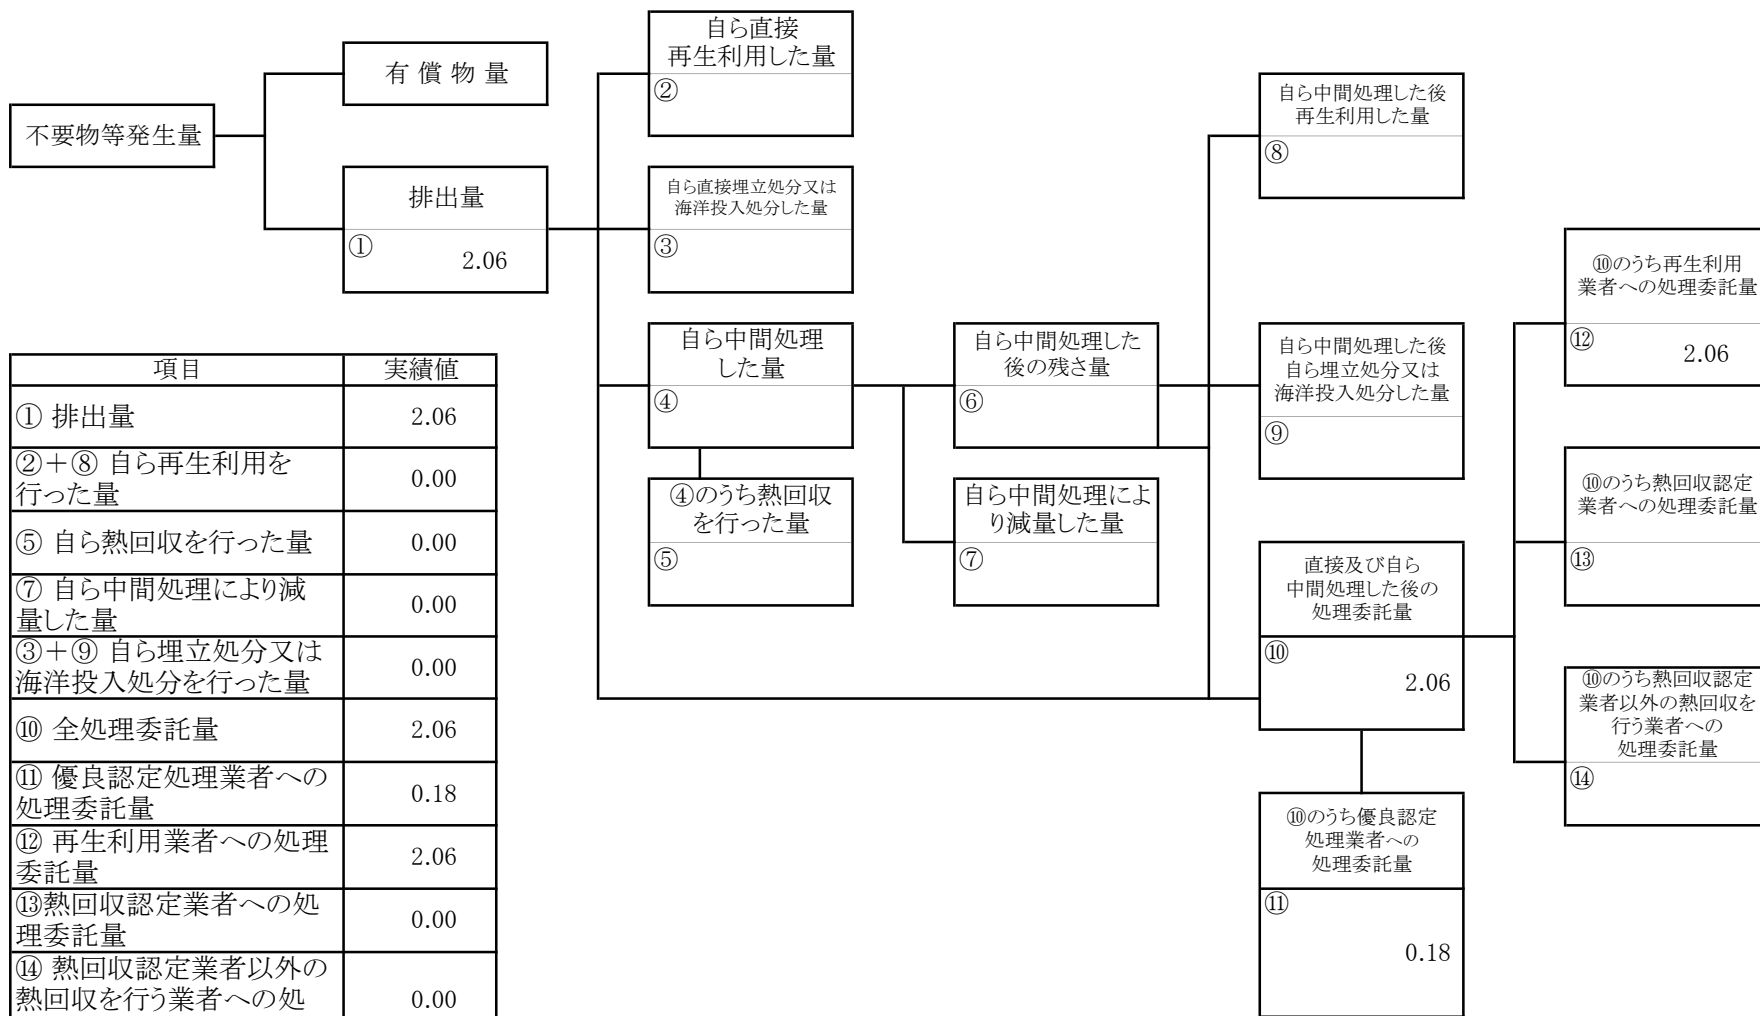 不要物等発生量
有 償 物 量
排出量
①
2.06
自ら直接
再生利用した量
②
自ら直接埋立処分又は
海洋投入処分した量
③
自ら中間処理
した量
④
④のうち熱回収
を行った量
⑤
自ら中間処理した
後の残さ量
⑥
自ら中間処理によ
り減量した量
⑦
自ら中間処理した後
再生利用した量
⑧
自ら中間処理した後
自ら埋立処分又は
海洋投入処分した量
⑨
直接及び自ら
中間処理した後の
処理委託量
⑩
2.06
⑩のうち優良認定
処理業者への
処理委託量
⑪
0.18
⑩のうち再生利用
業者への処理委託量
⑫
2.06
⑩のうち熱回収認定
業者への処理委託量
⑬
⑩のうち熱回収認定
業者以外の熱回収を
行う業者への
処理委託量
⑭
項目 実績値
① 排出量 2.06
②＋⑧ 自ら再生利用を
行った量 0.00
⑤ 自ら熱回収を行った量 0.00
⑦ 自ら中間処理により減
量した量 0.00
③＋⑨ 自ら埋立処分又は
海洋投入処分を行った量 0.00
⑩ 全処理委託量 2.06
⑪ 優良認定処理業者への
処理委託量 0.18
⑫ 再生利用業者への処理
委託量 2.06
⑬熱回収認定業者への処
理委託量 0.00
⑭ 熱回収認定業者以外の
熱回収を行う業者への処 0.00